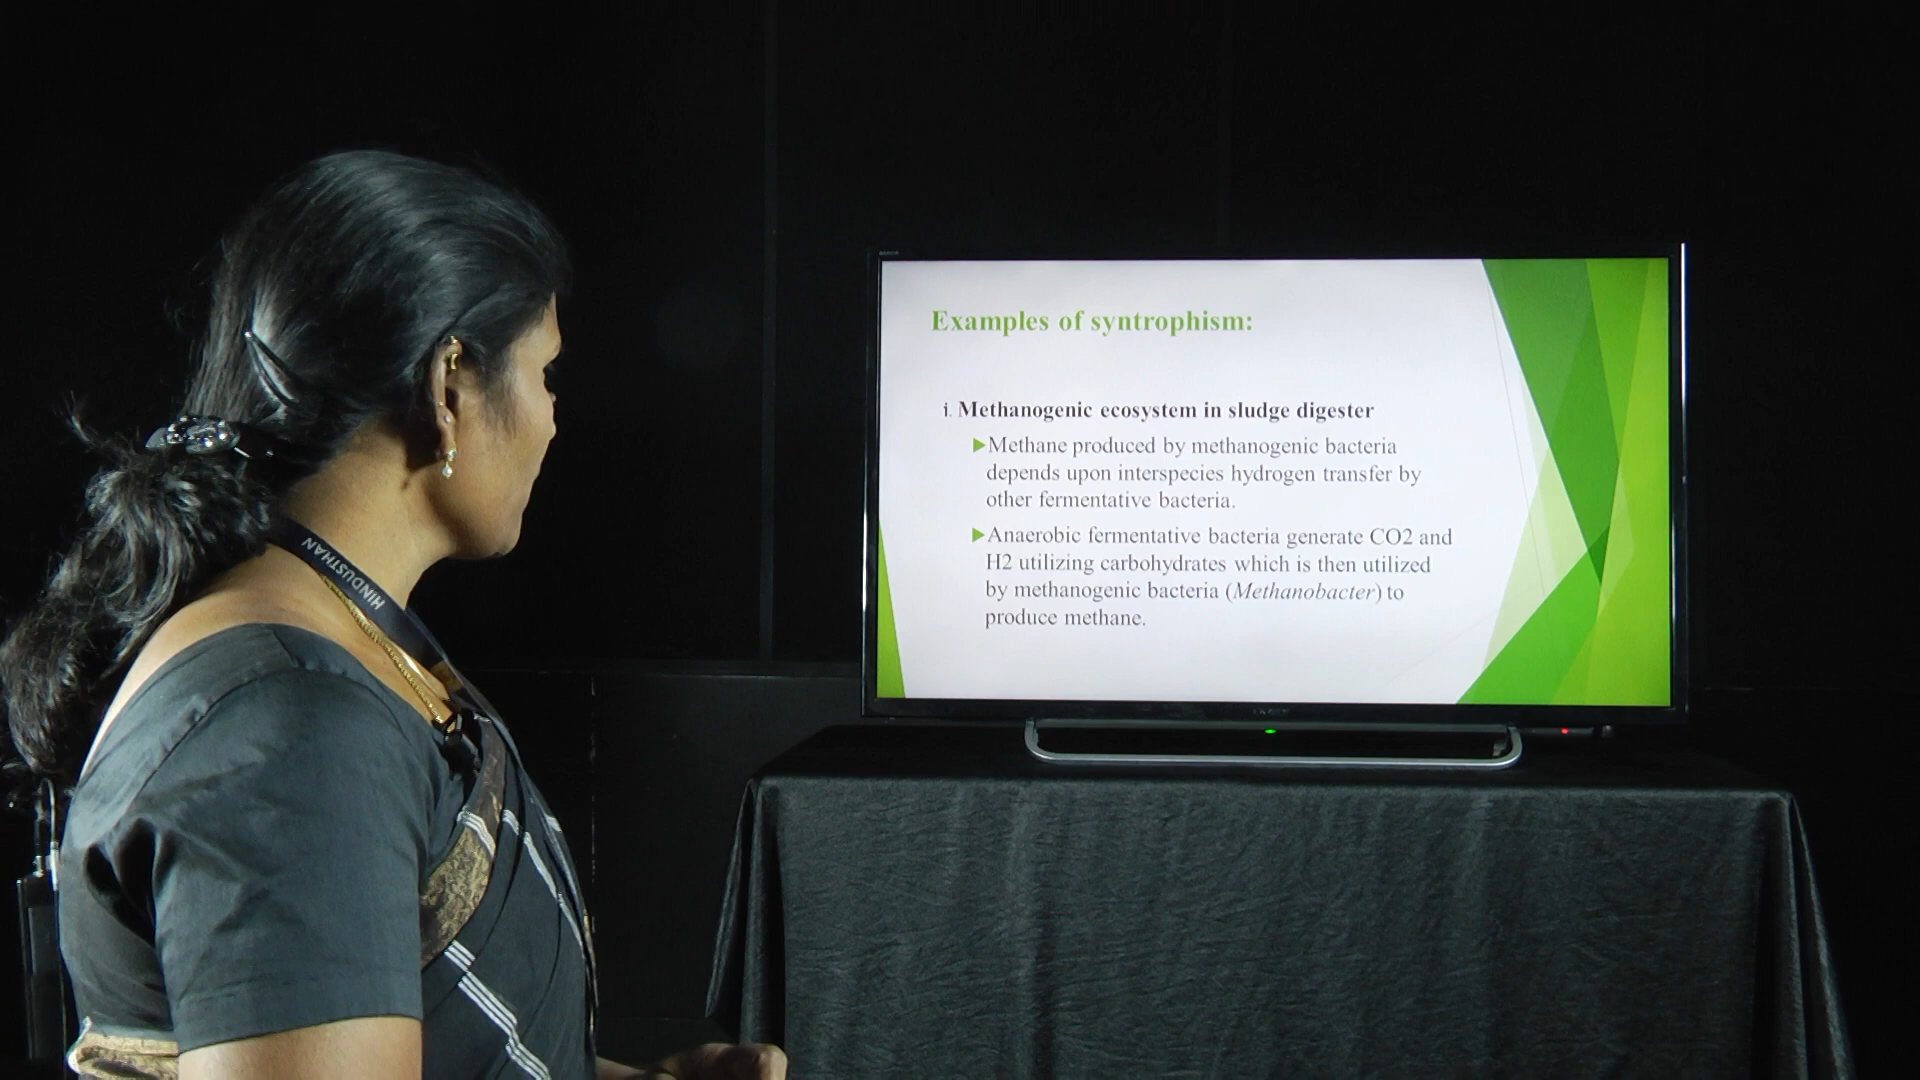 Examples of syntrophism:
i. Methanogenic ecosystem in sludge digester
Methane produced by methanogenic bacteria
depends upon interspecies hydrogen transfer by
other fermentative bacteria.
Anaerobic fermentative bacteria generate CO2 and
H2 utilizing carbohydrates which is then utilized
by methanogenic bacteria (Methanobacter) to
produce methane.
HINDUSTHAN